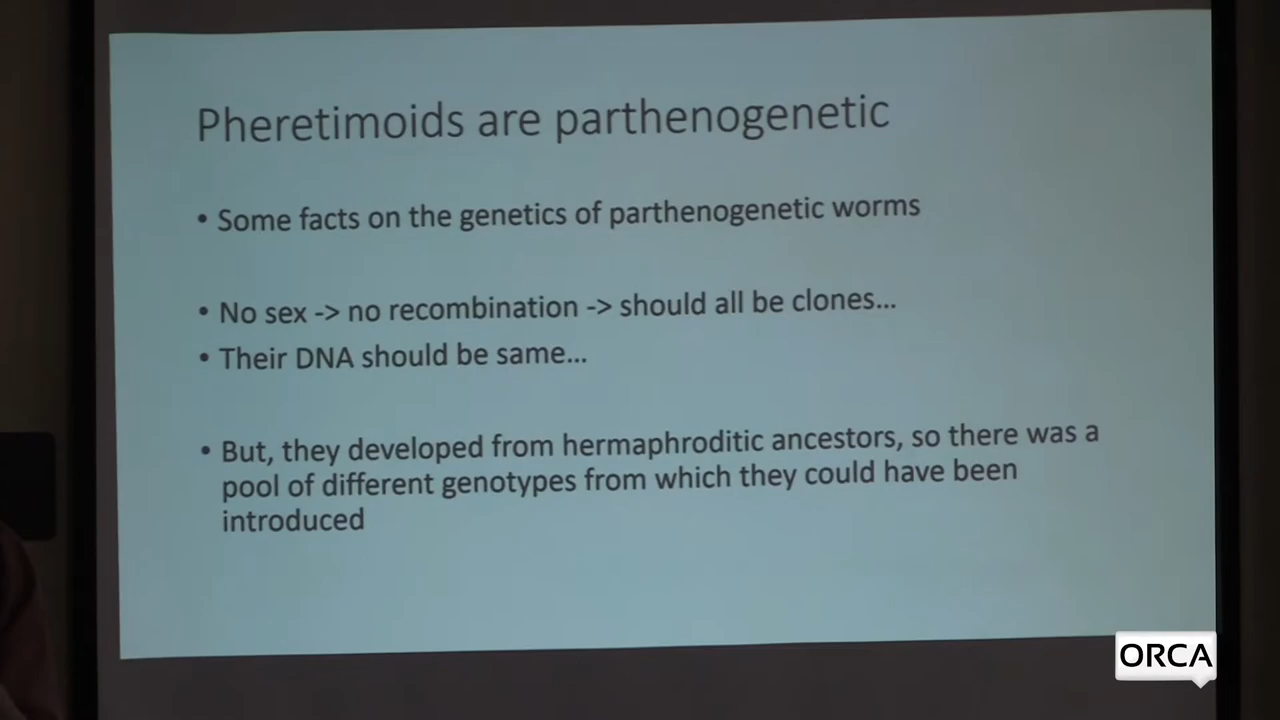 Pheretimoids are parthenogenetic
• Some facts on the genetics of parthenogenetic worms
• No sex -> no recombination -> should all be clones...
• Their DNA should be same...
• But, they developed from hermaphroditic ancestors, so there was a
pool of different genotypes from which they could have been
introduced
ORCA